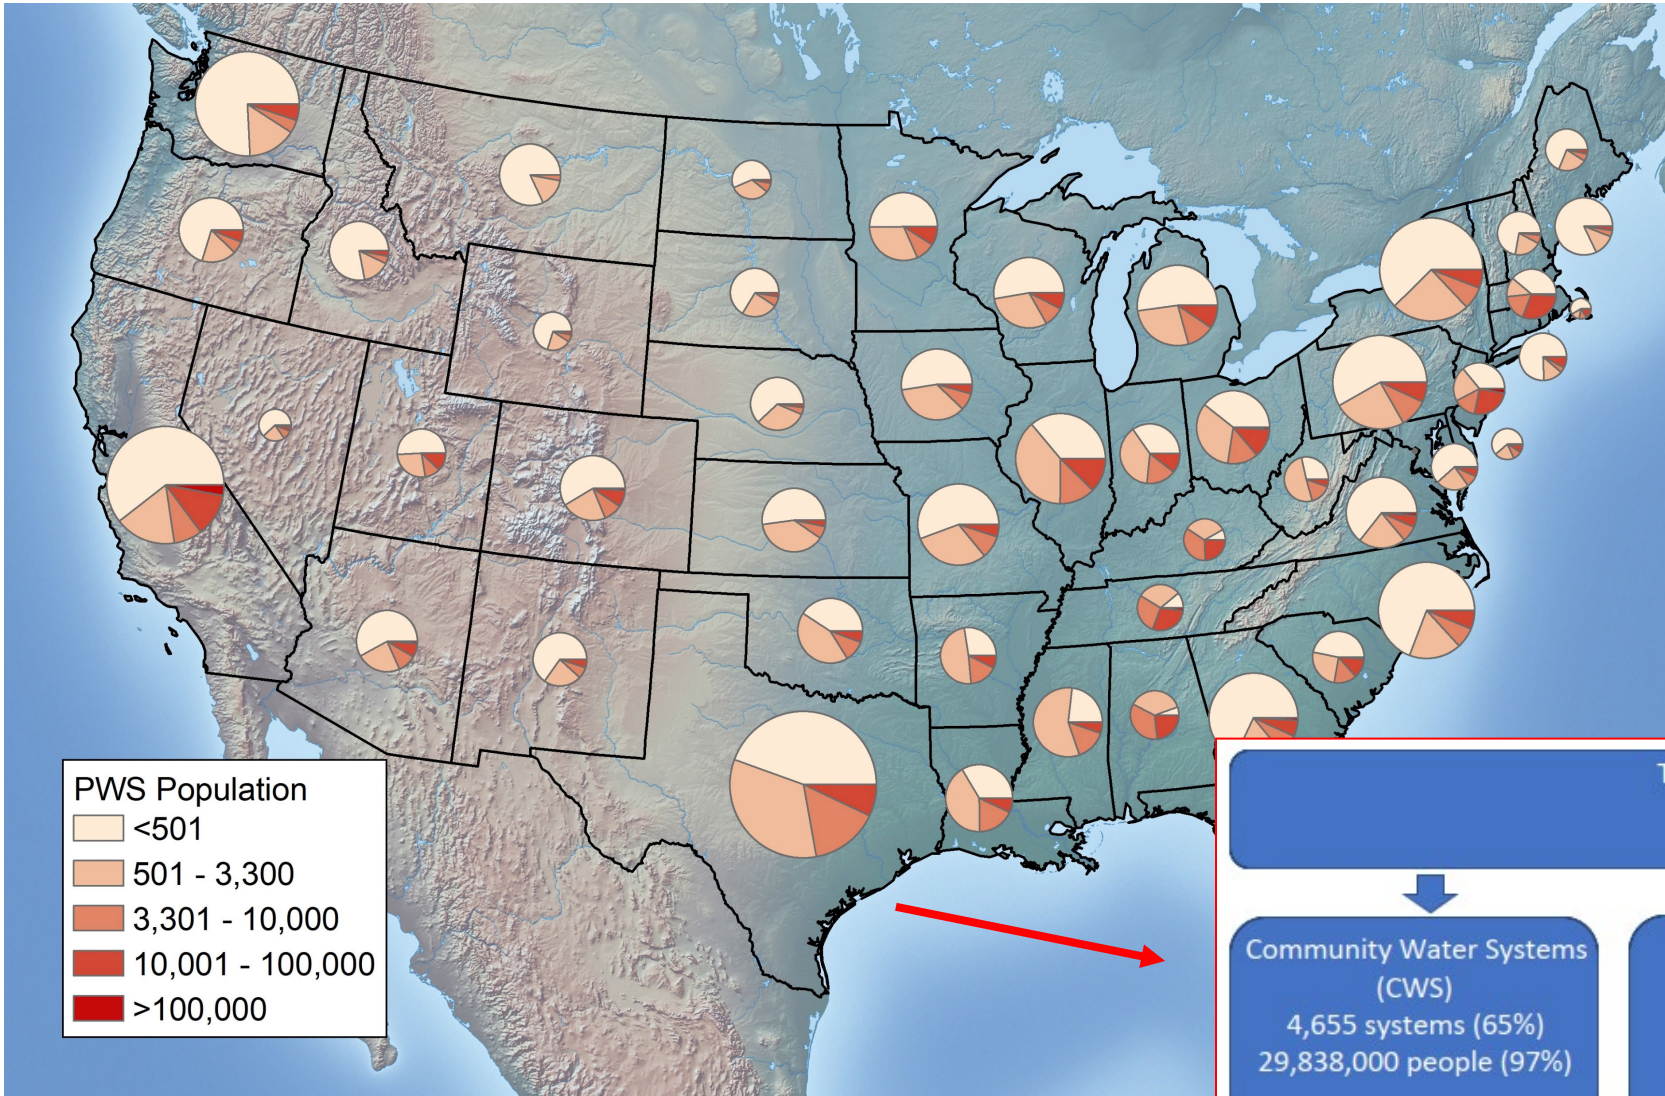 PWS Population
<501
501 - 3,300
3,301 - 10,000
10,001 - 100,000
>100,000
T
Community Water Systems
(CWS)
4,655 systems (65%)
29,838,000 people (97%)